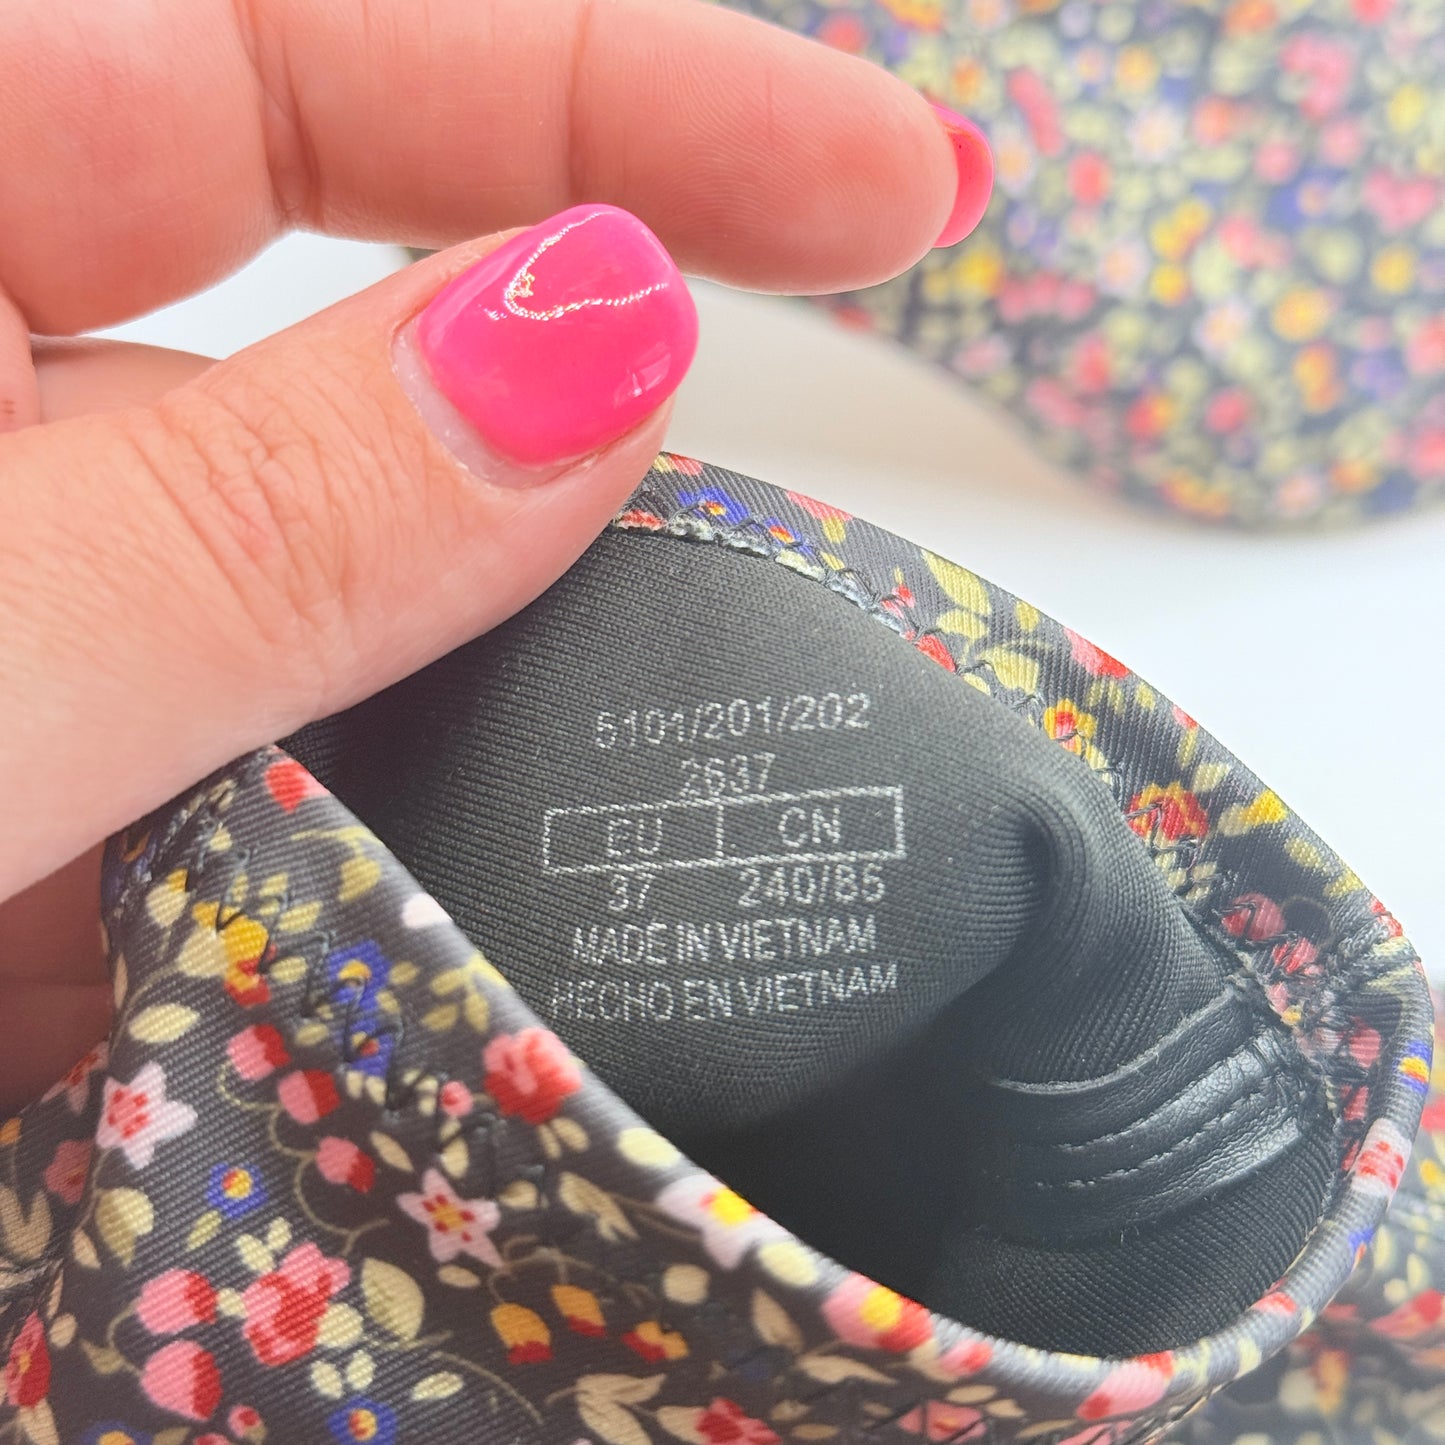 5101/201/202
2637
EU CN
37 240/85
MADE IN VIETNAM
HECHO EN VIETNAM